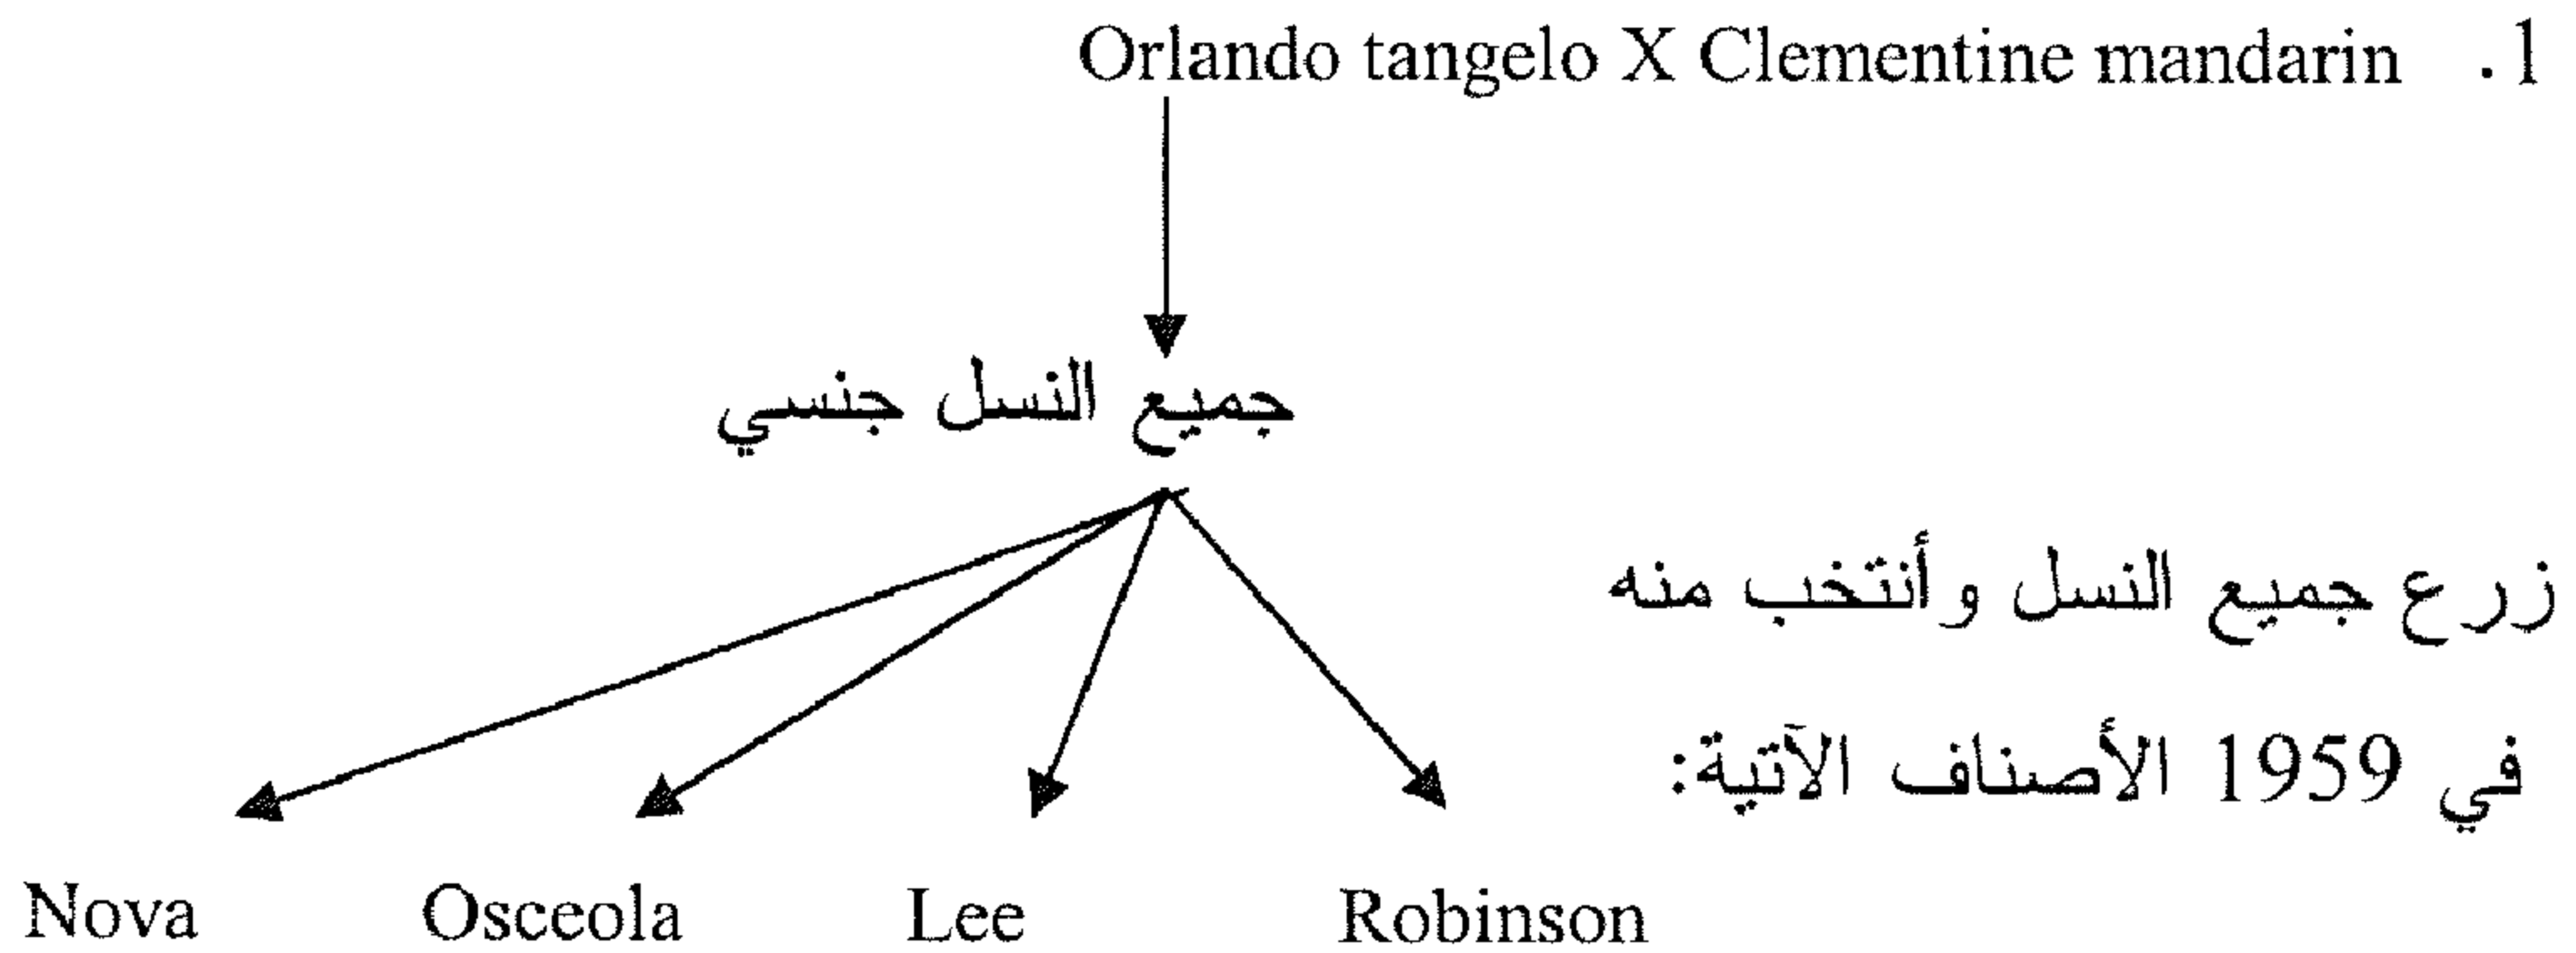 1. Orlando tangelo X Clementine mandarin
جميع النسل جنسي
زرع جميع النسل وأنتخب منه
في 1959 الأصناف الآتية:
Nova Osceola Lee Robinson